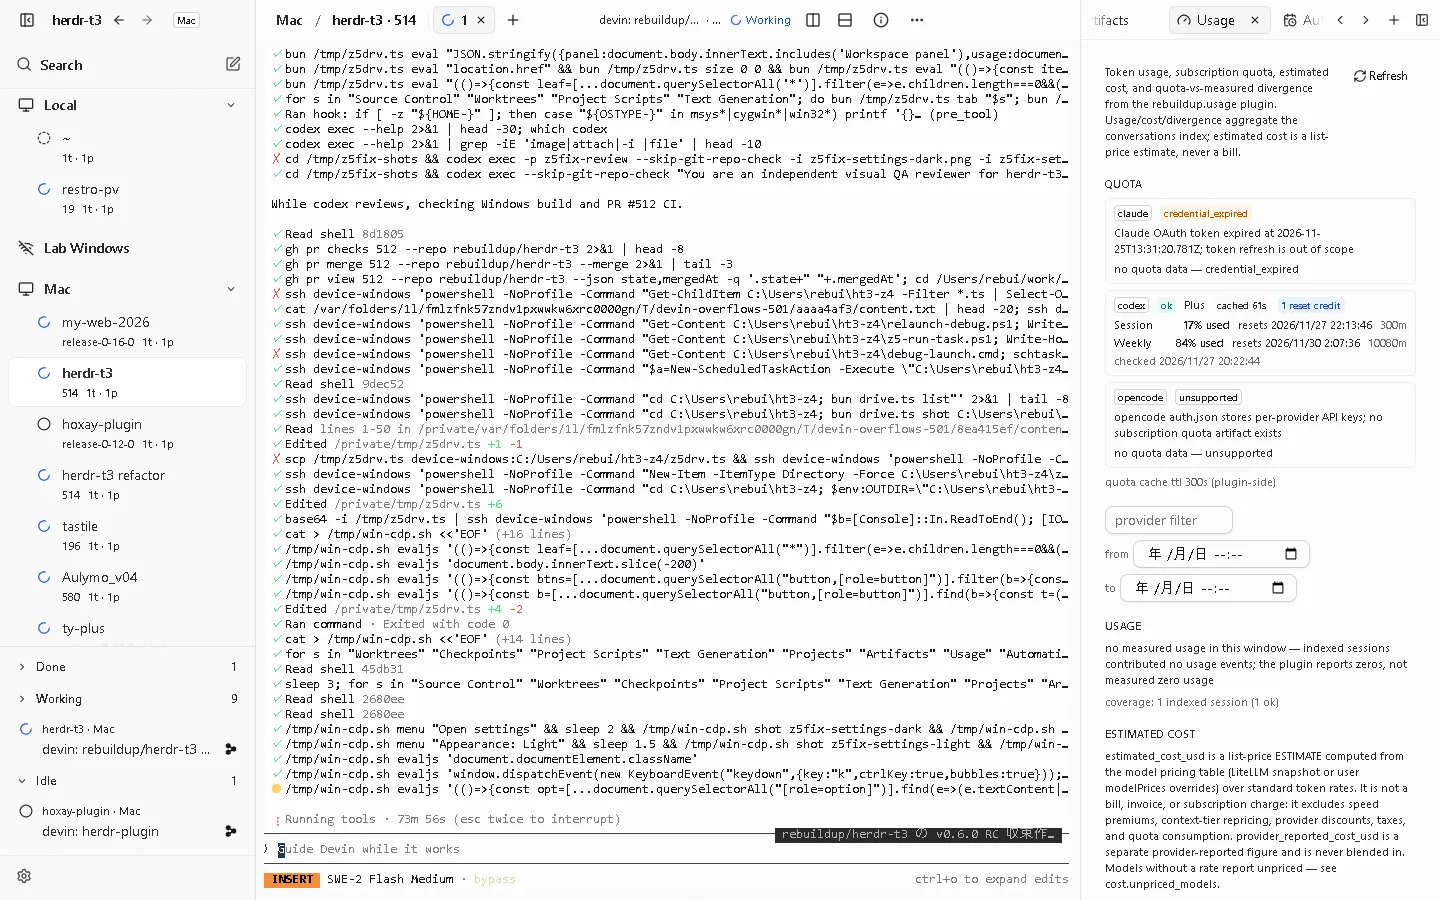 herdr-t3
Mac
Search
Local
~
1t · 1p
restro-pv
19 1t · 1p
Lab Windows
Mac
my-web-2026
release-0-16-0 1t · 1p
herdr-t3
514 1t · 1p
hoxay-plugin
release-0-12-0 1t · 1p
herdr-t3 refactor
514 1t · 1p
tastile
196 1t · 1p
Aulymo_v04
580 1t · 1p
ty-plus
Done 1
Working 9
herdr-t3 · Mac
devin: rebuildup/herdr-t3 ...
Idle 1
hoxay-plugin · Mac
devin: herdr-plugin
Mac / herdr-t3 · 514
1
devin: rebuildup/... · ... Working
✓bun /tmp/z5drv.ts eval "JSON.stringify({panel:document.body.innerText.includes('Workspace panel'),usage:documen…
✓bun /tmp/z5drv.ts eval "location.href" && bun /tmp/z5drv.ts size 0 0 && bun /tmp/z5drv.ts eval "(()=>{const ite…
✓bun /tmp/z5drv.ts eval "(()=>{const leaf=[...document.querySelectorAll('*')].filter(e=>e.children.length===0&&(…
✓for s in "Source Control" "Worktrees" "Project Scripts" "Text Generation"; do bun /tmp/z5drv.ts tab "$s"; bun /…
✓Ran hook: if [ -z "${HOME-}" ]; then case "${OSTYPE-}" in msys*|cygwin*|win32*) printf '{}… (pre_tool)
✓codex exec --help 2>&1 | head -30; which codex
✓codex exec --help 2>&1 | grep -iE 'image|attach|-i |file' | head -10
✗cd /tmp/z5fix-shots && codex exec -p z5fix-review --skip-git-repo-check -i z5fix-settings-dark.png -i z5fix-set…
✓cd /tmp/z5fix-shots && codex exec --skip-git-repo-check "You are an independent visual QA reviewer for herdr-t3…
While codex reviews, checking Windows build and PR #512 CI.
✓Read shell 8d1805
✓gh pr checks 512 --repo rebuildup/herdr-t3 2>&1 | head -8
✓gh pr merge 512 --repo rebuildup/herdr-t3 --merge 2>&1 | tail -3
✓gh pr view 512 --repo rebuildup/herdr-t3 --json state,mergedAt -q '.state+" "+.mergedAt'; cd /Users/rebui/work/…
✗ssh device-windows 'powershell -NoProfile -Command "Get-ChildItem C:\Users\rebui\ht3-z4 -Filter *.ts | Select-O…
✓cat /var/folders/1l/fmlzfnk57zndv1pxwwkw6xrc0000gn/T/devin-overflows-501/aaaa4af3/content.txt | head -20; ssh d…
✓ssh device-windows 'powershell -NoProfile -Command "Get-Content C:\Users\rebui\ht3-z4\relaunch-debug.ps1; Write…
✓ssh device-windows 'powershell -NoProfile -Command "Get-Content C:\Users\rebui\ht3-z4\z5-run-task.ps1; Write-Ho…
✗ssh device-windows 'powershell -NoProfile -Command "Get-Content C:\Users\rebui\ht3-z4\debug-launch.cmd; schtask…
✓ssh device-windows 'powershell -NoProfile -Command "$a=New-ScheduledTaskAction -Execute \"C:\Users\rebui\ht3-z4…
✓Read shell 9dec52
✓ssh device-windows 'powershell -NoProfile -Command "cd C:\Users\rebui\ht3-z4; bun drive.ts list"' 2>&1 | tail -8
✓ssh device-windows 'powershell -NoProfile -Command "cd C:\Users\rebui\ht3-z4; bun drive.ts shot C:\Users\rebui\…
✓Read lines 1-50 in /private/var/folders/1l/fmlzfnk57zndv1pxwwkw6xrc0000gn/T/devin-overflows-501/8ea415ef/conten…
✓Edited /private/tmp/z5drv.ts +1 -1
✗scp /tmp/z5drv.ts device-windows:C:/Users/rebui/ht3-z4/z5drv.ts && ssh device-windows 'powershell -NoProfile -C…
✓ssh device-windows 'powershell -NoProfile -Command "New-Item -ItemType Directory -Force C:\Users\rebui\ht3-z4\z…
✓ssh device-windows 'powershell -NoProfile -Command "cd C:\Users\rebui\ht3-z4; $env:OUTDIR=\"C:\Users\rebui\ht3-…
✓Edited /private/tmp/z5drv.ts +6
✓base64 -i /tmp/z5drv.ts | ssh device-windows 'powershell -NoProfile -Command "$b=[Console]::In.ReadToEnd(); [IO…
✓cat > /tmp/win-cdp.sh <<'EOF' (+16 lines)
✓/tmp/win-cdp.sh evaljs '(()=>{const leaf=[...document.querySelectorAll("*")].filter(e=>e.children.length===0&&(…
✓/tmp/win-cdp.sh evaljs 'document.body.innerText.slice(-200)'
✓/tmp/win-cdp.sh evaljs '(()=>{const btns=[...document.querySelectorAll("button,[role=button]")].filter(b=>{cons…
✓/tmp/win-cdp.sh evaljs '(()=>{const b=[...document.querySelectorAll("button,[role=button]")].find(b=>{const t=(…
✓Edited /private/tmp/z5drv.ts +4 -2
✓Ran command · Exited with code 0
✓cat > /tmp/win-cdp.sh <<'EOF' (+14 lines)
✓for s in "Worktrees" "Checkpoints" "Project Scripts" "Text Generation" "Projects" "Artifacts" "Usage" "Automati…
✓Read shell 45db31
✓sleep 3; for s in "Source Control" "Worktrees" "Checkpoints" "Project Scripts" "Text Generation" "Projects" "Ar…
✓Read shell 2680ee
✓Read shell 2680ee
✓/tmp/win-cdp.sh menu "Open settings" && sleep 2 && /tmp/win-cdp.sh shot z5fix-settings-dark && /tmp/win-cdp.sh …
✓/tmp/win-cdp.sh menu "Appearance: Light" && sleep 1.5 && /tmp/win-cdp.sh shot z5fix-settings-light && /tmp/win-…
✓/tmp/win-cdp.sh evaljs 'document.documentElement.className'
✓/tmp/win-cdp.sh evaljs 'window.dispatchEvent(new KeyboardEvent("keydown",{key:"k",ctrlKey:true,bubbles:true}));…
/tmp/win-cdp.sh evaljs '(()=>{const opt=[...document.querySelectorAll("[role=option]")].find(e=>(e.textContent|…
Running tools · 73m 56s (esc twice to interrupt)
rebuildup/herdr-t3 の v0.6.0 RC 収束作…
Guide Devin while it works
INSERT SWE-2 Flash Medium · bypass
ctrl+o to expand edits
tifacts
Usage
Au
Token usage, subscription quota, estimated
cost, and quota-vs-measured divergence
from the rebuildup.usage plugin.
Usage/cost/divergence aggregate the
conversations index; estimated cost is a list-
price estimate, never a bill.
Refresh
QUOTA
claude credential_expired
Claude OAuth token expired at 2026-11-
25T13:31:20.781Z; token refresh is out of scope
no quota data — credential_expired
codex ok Plus cached 61s 1 reset credit
Session 17% used resets 2026/11/27 22:13:46 300m
Weekly 84% used resets 2026/11/30 2:07:36 10080m
checked 2026/11/27 20:22:44
opencode unsupported
opencode auth.json stores per-provider API keys; no
subscription quota artifact exists
no quota data — unsupported
quota cache ttl 300s (plugin-side)
provider filter
from 年 /月/日 --:--
to 年 /月/日 --:--
USAGE
no measured usage in this window — indexed sessions
contributed no usage events; the plugin reports zeros, not
measured zero usage
coverage: 1 indexed session (1 ok)
ESTIMATED COST
estimated_cost_usd is a list-price ESTIMATE computed from
the model pricing table (LiteLLM snapshot or user
modelPrices overrides) over standard token rates. It is not a
bill, invoice, or subscription charge: it excludes speed
premiums, context-tier repricing, provider discounts, taxes,
and quota consumption. provider_reported_cost_usd is a
separate provider-reported figure and is never blended in.
Models without a rate report unpriced — see
cost.unpriced_models.